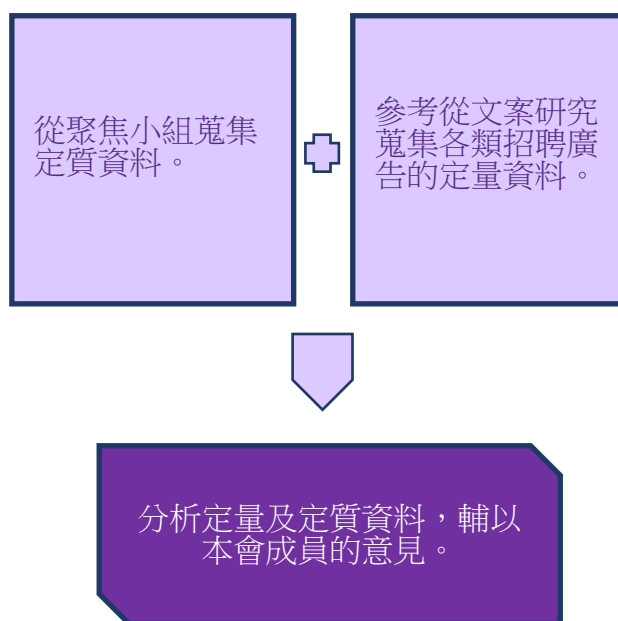 從聚焦小組蒐集
定質資料。
參考從文案研究
蒐集各類招聘廣
告的定量資料。
分析定量及定質資料，輔以
本會成員的意見。